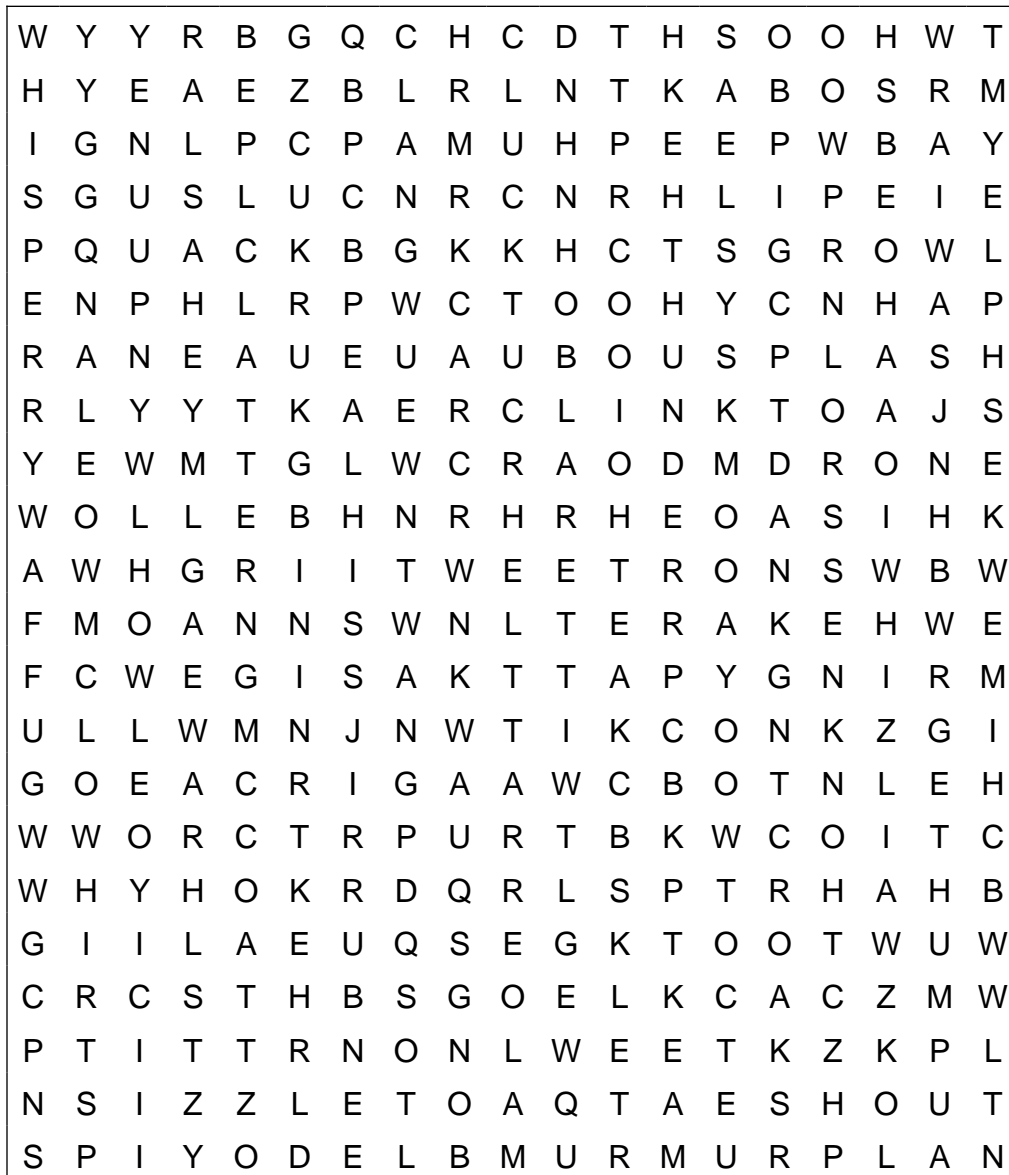 W Y Y R B G Q C H C D T H S O O H W T
H Y E A E Z B L R L N T K A B O S R M
I G N L P C P A M U H P E E P W B A Y
S G U S L U C N R C N R H L I P E I E
P Q U A C K B G K K H C T S G R O W L
E N P H L R P W C T O O H Y C N H A P
R A N E A U E U A U B O U S P L A S H
R L Y Y T K A E R C L I N K T O A J S
Y E W M T G L W C R A O D M D R O N E
W O L L E B H N R H R H E O A S I H K
A W H G R I I T W E E T R O N S W B W
F M O A N N S W N L T E R A K E H W E
F C W E G I S A K T T A P Y G N I R M
U L L W M N J N W T I K C O N K Z G I
G O E A C R I G A A W C B O T N L E H
W W O R C T R P U R T B K W C O I T C
W H Y H O K R D Q R L S P T R H A H B
G I I L A E U Q S E G K T O O T W U W
C R C S T H B S G O E L K C A C Z M W
P T I T T R N O N L W E E T K Z K P L
N S I Z Z L E T O A Q T A E S H O U T
S P I Y O D E L B M U R M U R P L A N